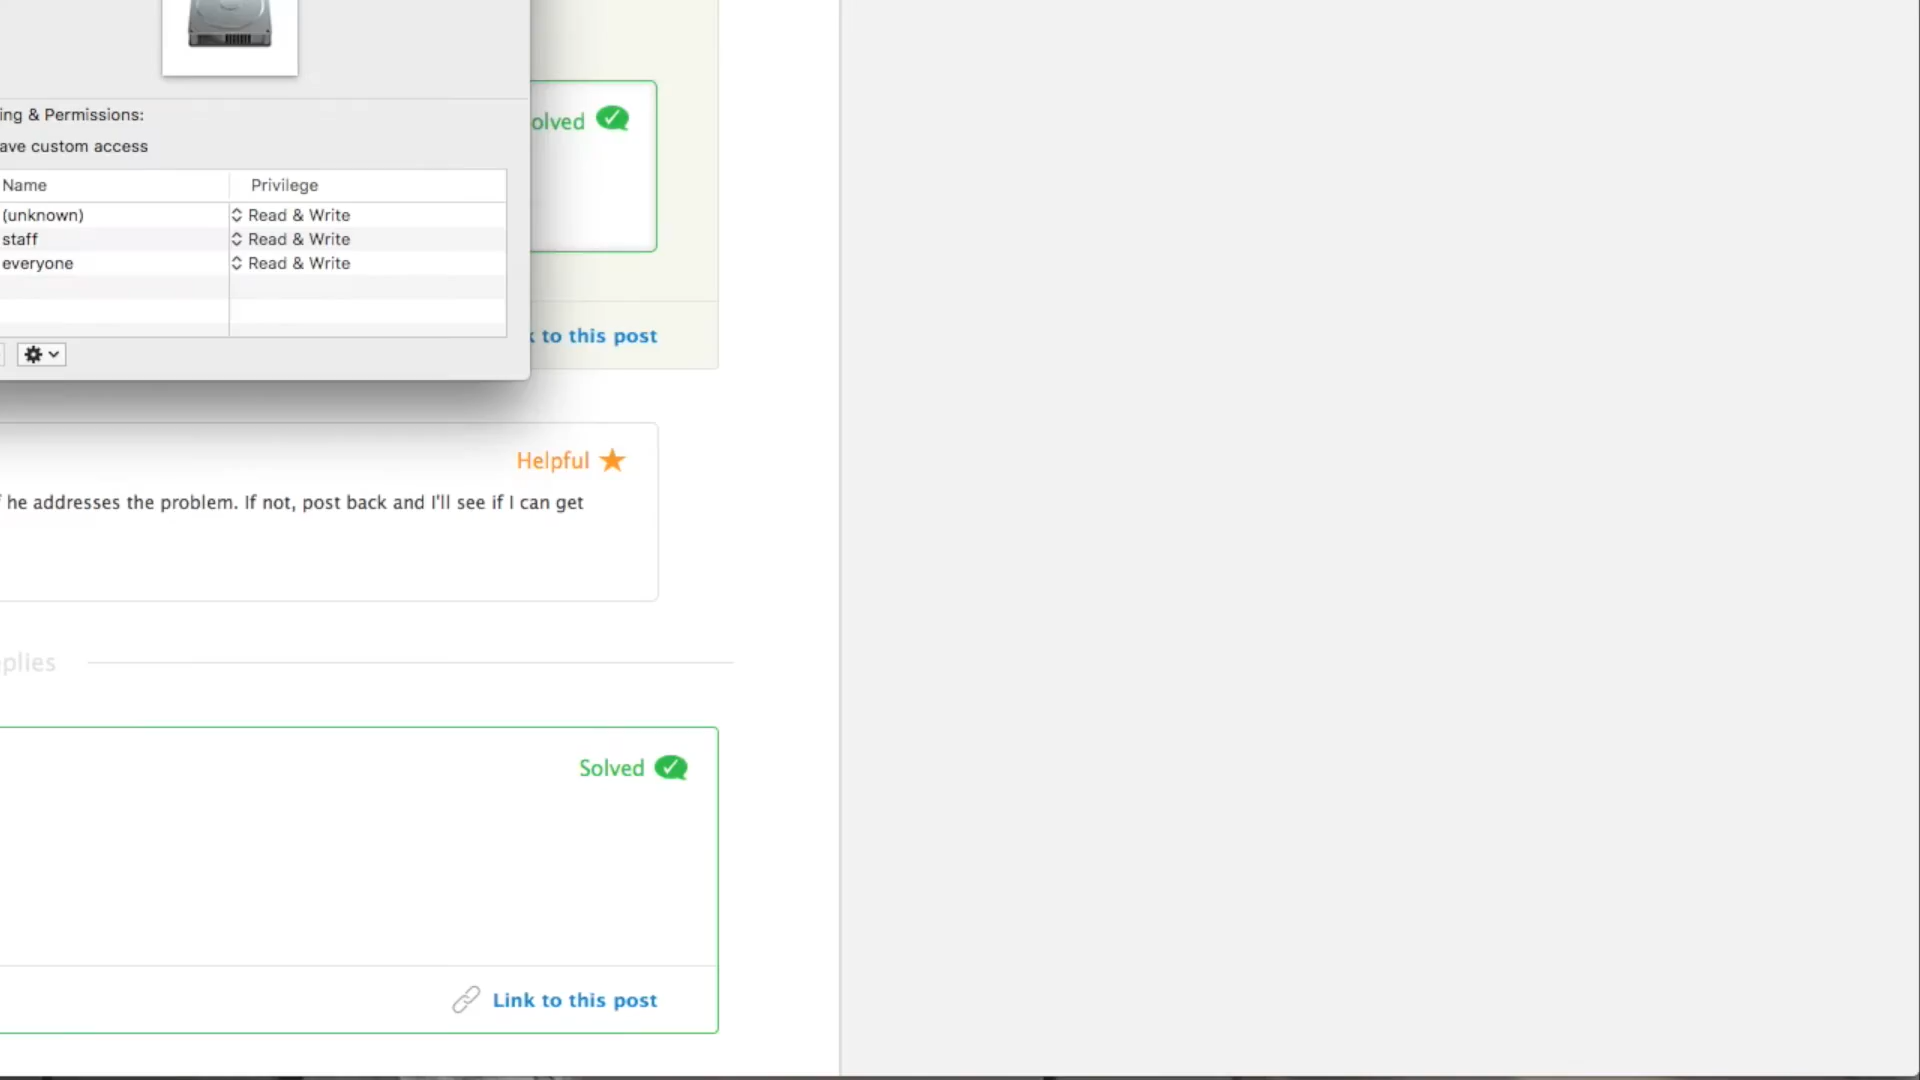 ing & Permissions:
ave custom access
Name Privilege
(unknown) Read & Write
staff Read & Write
everyone Read & Write
olved
k to this post
Helpful
he addresses the problem. If not, post back and I'll see if I can get
plies
Solved
Link to this post